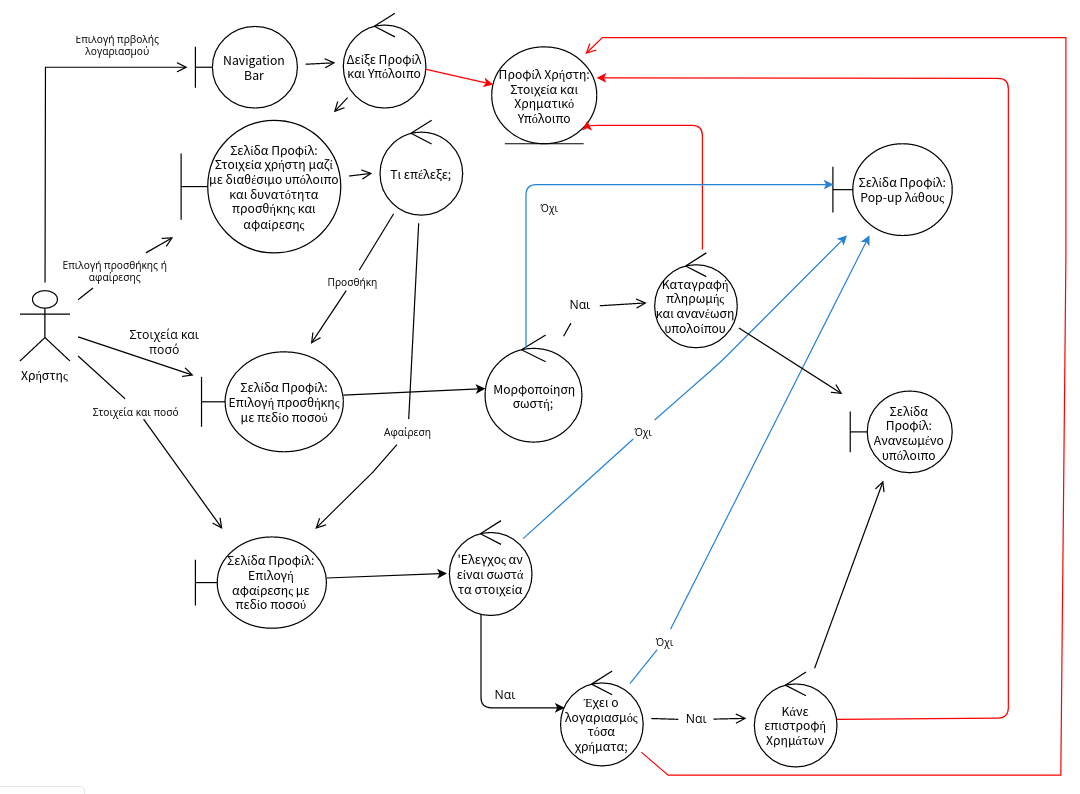 Επιλογή πρβολής
λογαριασμού
Navigation
Bar
Δείξε Προφίλ
και Υπόλοιπο
Προφίλ Χρήστη:
Στοιχεία και
Χρηματικό
Υπόλοιπο
Σελίδα Προφίλ:
Στοιχεία χρήστη μαζί
με διαθέσιμο υπόλοιπο
και δυνατότητα
προσθήκης και
αφαίρεσης
Τι επέλεξε;
Σελίδα Προφίλ:
Pop-up λάθους
Όχι
Επιλογή προσθήκης ή
αφαίρεσης
Προσθήκη
Ναι
Καταγραφή
πληρωμής
και ανανέωση
υπολοίπου
Στοιχεία και
ποσό
Χρήστης
Σελίδα Προφίλ:
Επιλογή προσθήκης
με πεδίο ποσού
Μορφοποίηση
σωστή;
Στοιχεία και ποσό
Αφαίρεση
Όχι
Σελίδα
Προφίλ:
Ανανεωμένο
υπόλοιπο
Σελίδα Προφίλ:
Επιλογή
αφαίρεσης με
πεδίο ποσού
'Ελεγχος αν
είναι σωστά
τα στοιχεία
Όχι
Ναι
Έχει ο
λογαριασμός
τόσα
χρήματα;
Ναι
Κάνε
επιστροφή
Χρημάτων